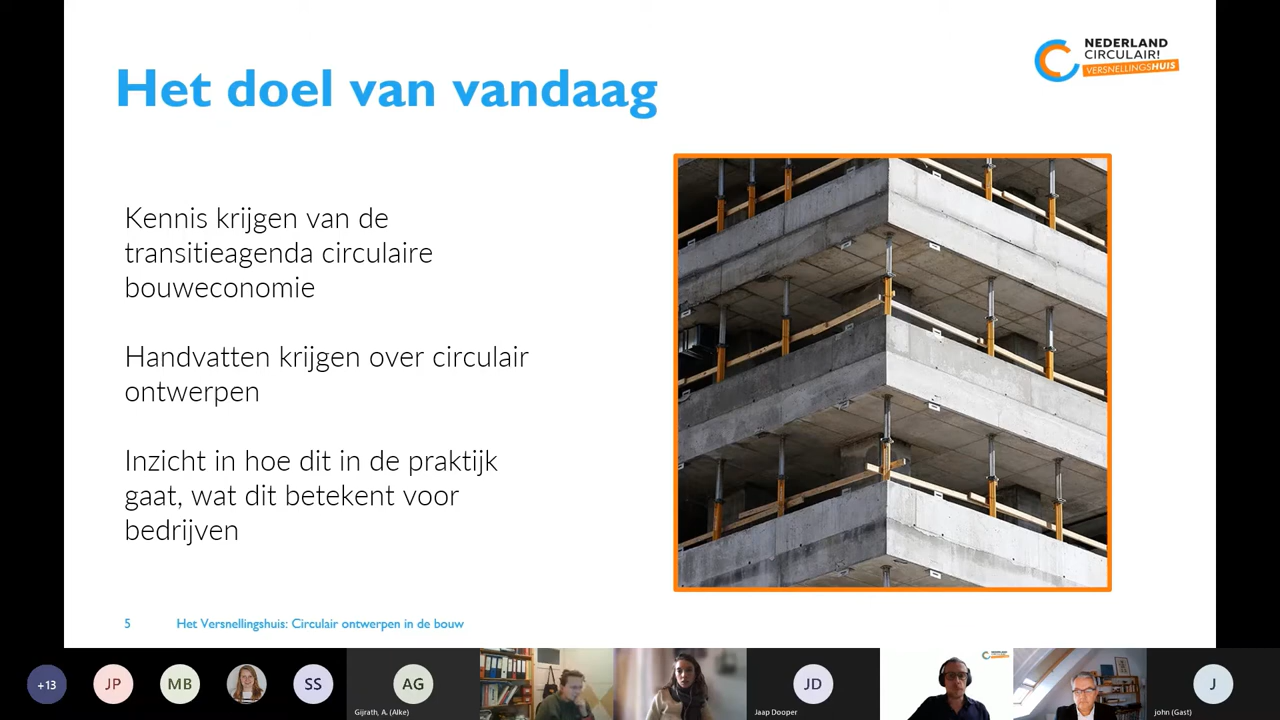 NEDERLAND
CIRCULAIR!
VERSNELLINGSHUIS
Het doel van vandaag
Kennis krijgen van de
transitieagenda circulaire
bouweconomie
Handvatten krijgen over circulair
ontwerpen
Inzicht in hoe dit in de praktijk
gaat, wat dit betekent voor
bedrijven
5 Het Versnellingshuis: Circulair ontwerpen in de bouw
+13 JP MB SS AG JD J
Gijrath, A. (Alke) Jaap Dooper john (Gast)